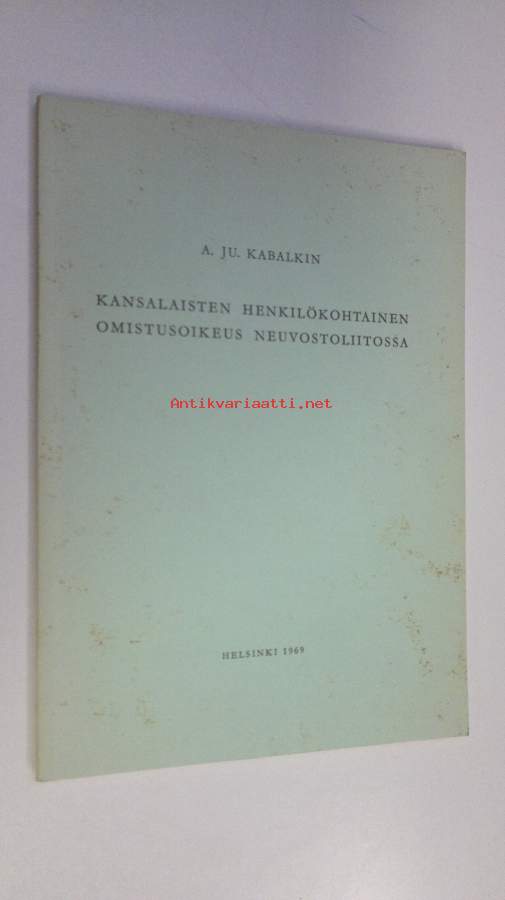 A. JU. KABALKIN
KANSALAISTEN HENKILÖKOHTAINEN
OMISTUSOIKEUS NEUVOSTOLIITOSSA
Antikvariaatti.net
HELSINKI 1969